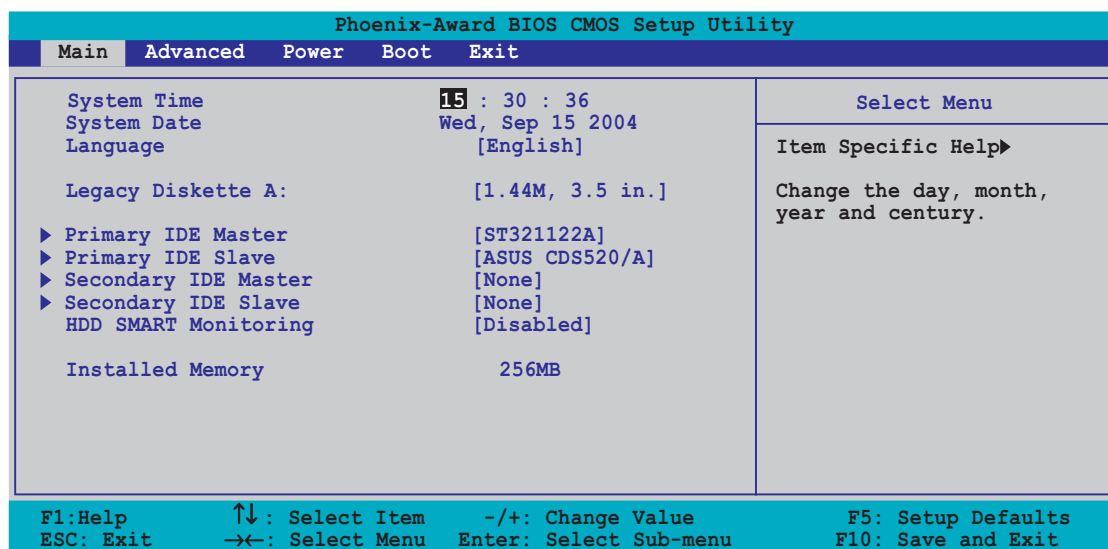 Phoenix-Award BIOS CMOS Setup Utility
Main Advanced Power Boot Exit
System Time 15 : 30 : 36
System Date Wed, Sep 15 2004
Language [English]
Legacy Diskette A: [1.44M, 3.5 in.]
Primary IDE Master [ST321122A]
Primary IDE Slave [ASUS CDS520/A]
Secondary IDE Master [None]
Secondary IDE Slave [None]
HDD SMART Monitoring [Disabled]
Installed Memory 256MB
Select Menu
Item Specific Help
Change the day, month,
year and century.
F1:Help ↑↓: Select Item -/+: Change Value F5: Setup Defaults
ESC: Exit →←: Select Menu Enter: Select Sub-menu F10: Save and Exit